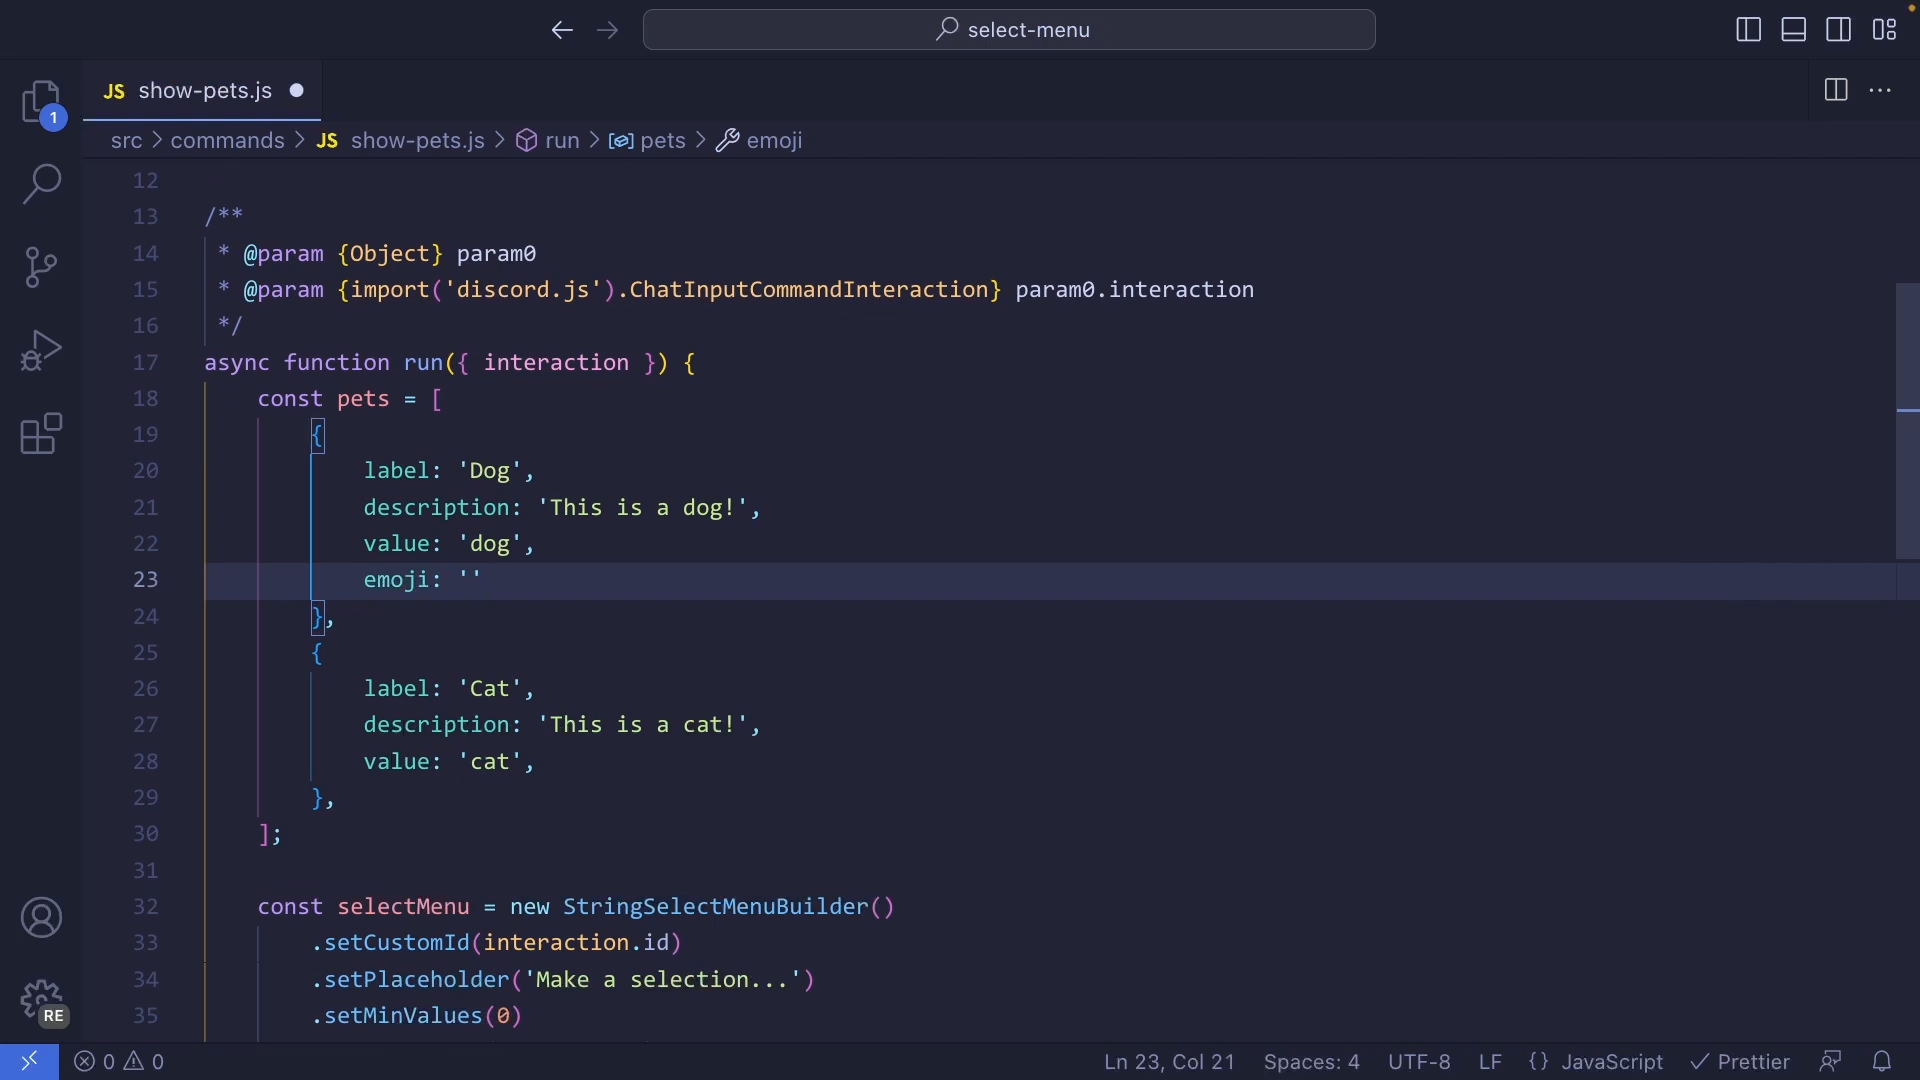 select-menu
JS show-pets.js
1
src > commands > JS show-pets.js > run > pets > emoji
12
13 /**
14 * @param {Object} param0
15 * @param {import('discord.js').ChatInputCommandInteraction} param0.interaction
16 */
17 async function run({ interaction }) {
18 const pets = [
19 {
20 label: 'Dog',
21 description: 'This is a dog!',
22 value: 'dog',
23 emoji: ''
24 },
25 {
26 label: 'Cat',
27 description: 'This is a cat!',
28 value: 'cat',
29 },
30 ];
31
32 const selectMenu = new StringSelectMenuBuilder()
33 .setCustomId(interaction.id)
34 .setPlaceholder('Make a selection...')
35 .setMinValues(0)
RE
0 0 Ln 23, Col 21 Spaces: 4 UTF-8 LF {} JavaScript Prettier